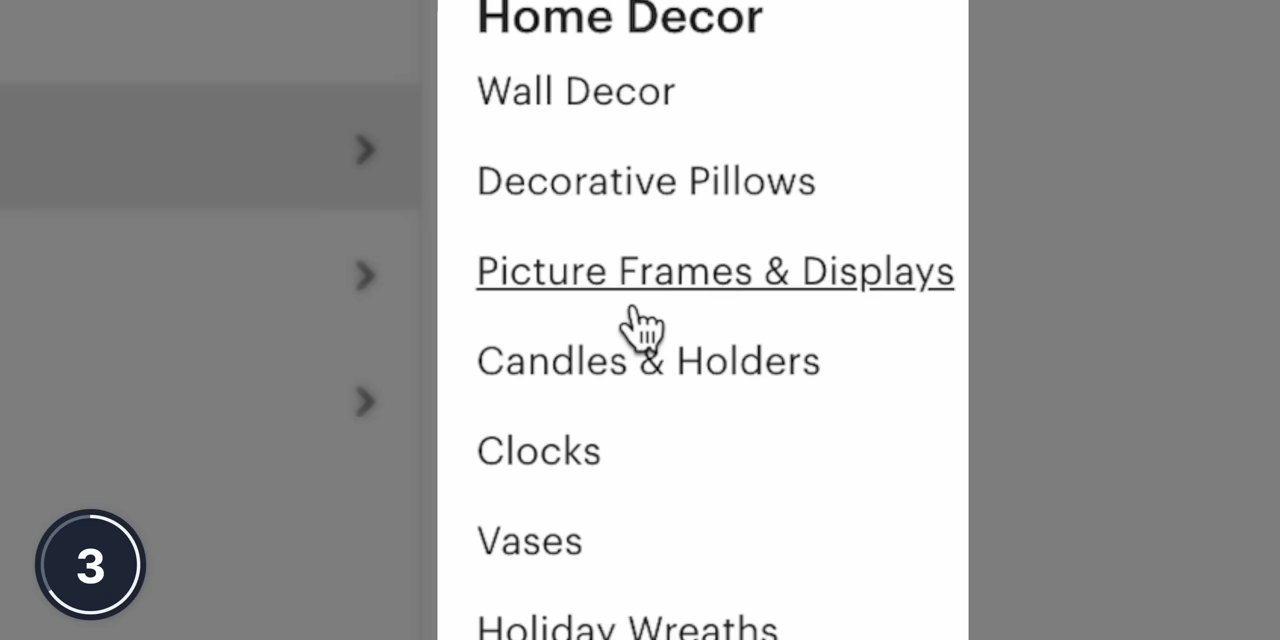 Home Decor
Wall Decor
Decorative Pillows
Picture Frames & Displays
Candles & Holders
Clocks
Vases
Holiday Wreaths
3